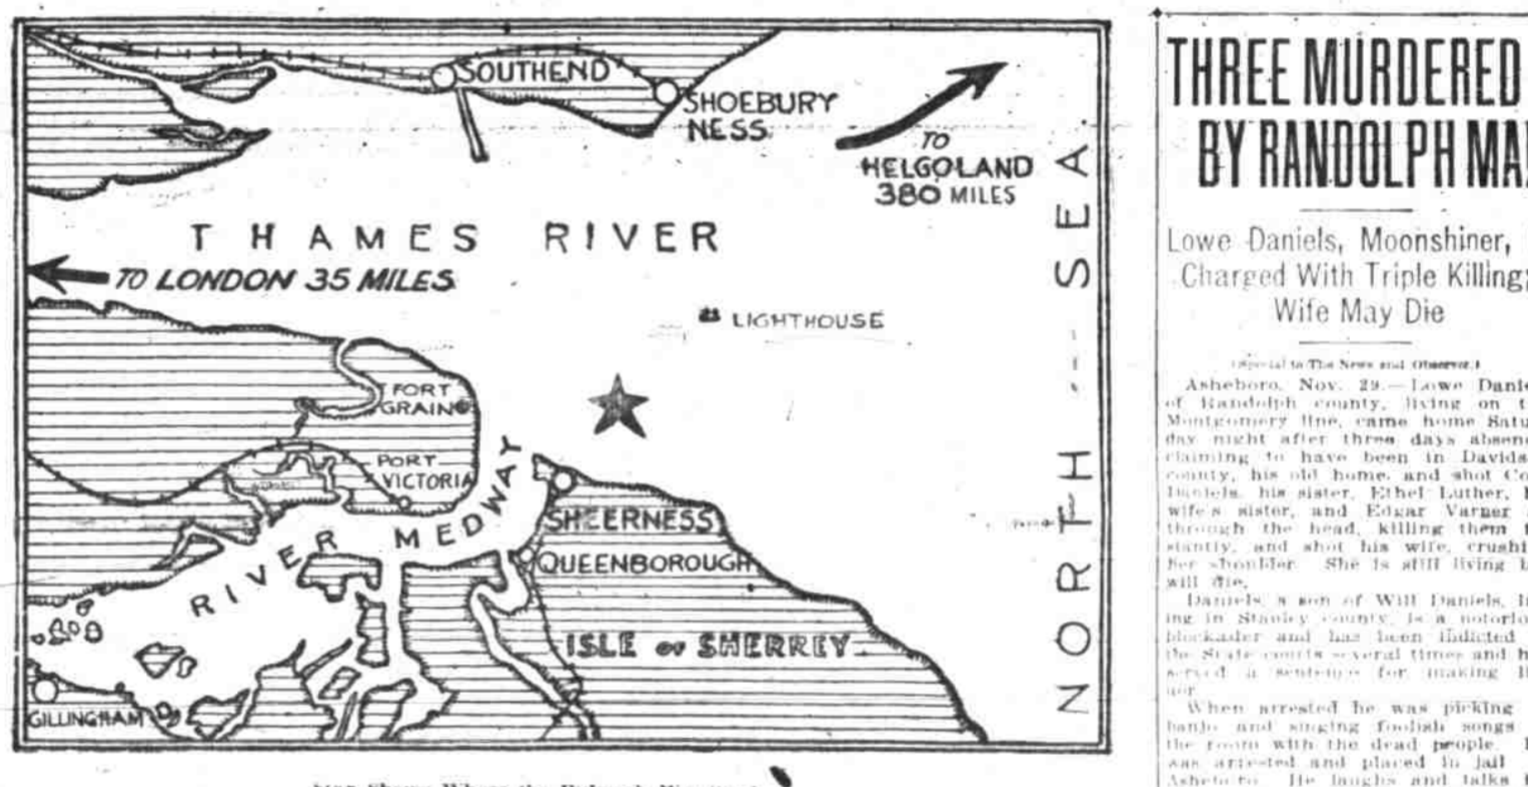 SOUTHEND
SHOEBURY
NESS.
TO
HELGOLAND
380 MILES
THAMES RIVER
TO LONDON 35 MILES
LIGHTHOUSE
NORTH SEA.
FORT
GRAIN
PORT
VICTORIA
RIVER MEDWAY
SHEERNESS
QUEENBOROUGH
ISLE OF SHERREY
GILLINGHAM
THREE MURDERED
BY RANDOLPH
Lowe Daniels, Moonshiner,
Charged With Triple Killing;
Wife May Die
(Special to The News and Observer.)
Asheboro, Nov. 29.—Lowe
of Randolph county, living on
Montgomery line, came home
day night after three days
claiming to have been in
county, his old home, and shot
Daniels, his sister, Ethel Luther,
wife's sister, and Edgar Varner
through the head, killing them
stantly, and shot his wife,
her shoulder. She is still living
will die.
Daniels, a son of Will Daniels,
ing in Stanley county, is a
blockader and has been indicted
the State courts several times and
served a sentence for making
When arrested he was picking
banjo and singing foolish songs
the room with the dead people.
was arrested and placed in jail
Asheboro. He laughs and talks